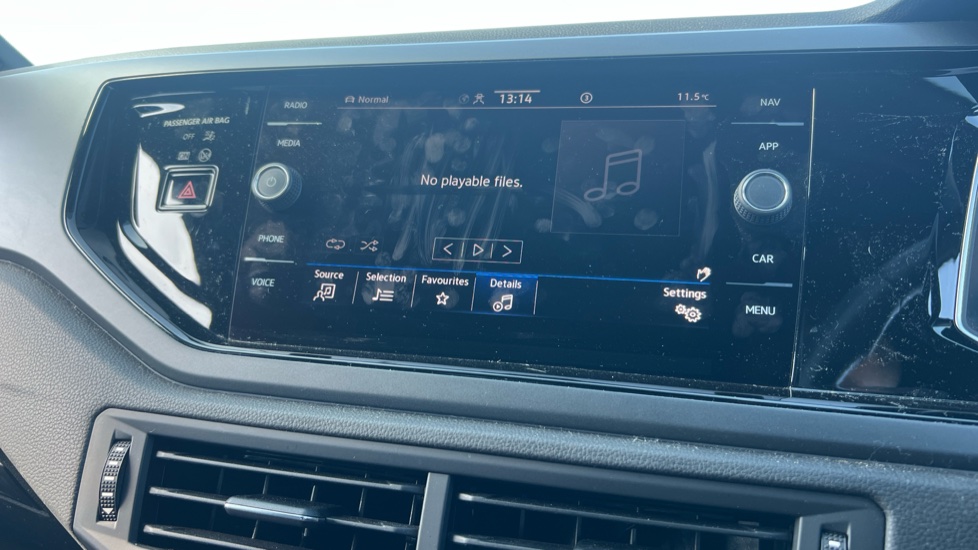 PASSENGER AIR BAG
OFF
RADIO
MEDIA
PHONE
VOICE
Normal
13:14
3
11.5°C
No playable files.
Source
Selection
Favourites
Details
Settings
NAV
APP
CAR
MENU